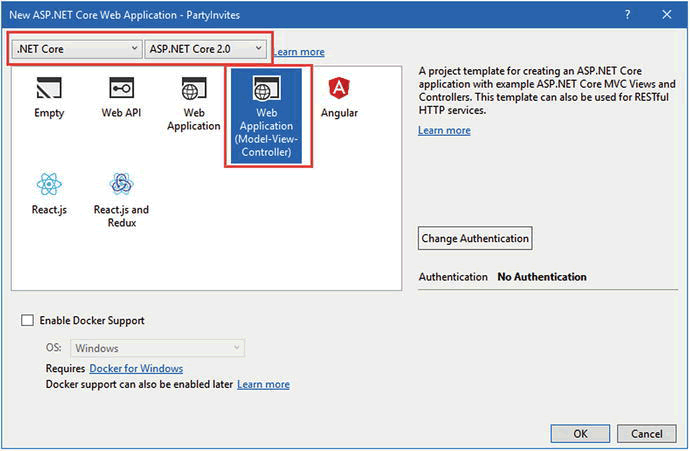 New ASP.NET Core Web Application - PartyInvites
.NET Core
ASP.NET Core 2.0
Learn more
Empty
Web API
Web
Application
Web
Application
(Model-View-
Controller)
Angular
React.js
React.js and
Redux
A project template for creating an ASP.NET Core
application with example ASP.NET Core MVC Views and
Controllers. This template can also be used for RESTful
HTTP services.
Learn more
Change Authentication
Authentication No Authentication
Enable Docker Support
OS: Windows
Requires Docker for Windows
Docker support can also be enabled later Learn more
OK
Cancel